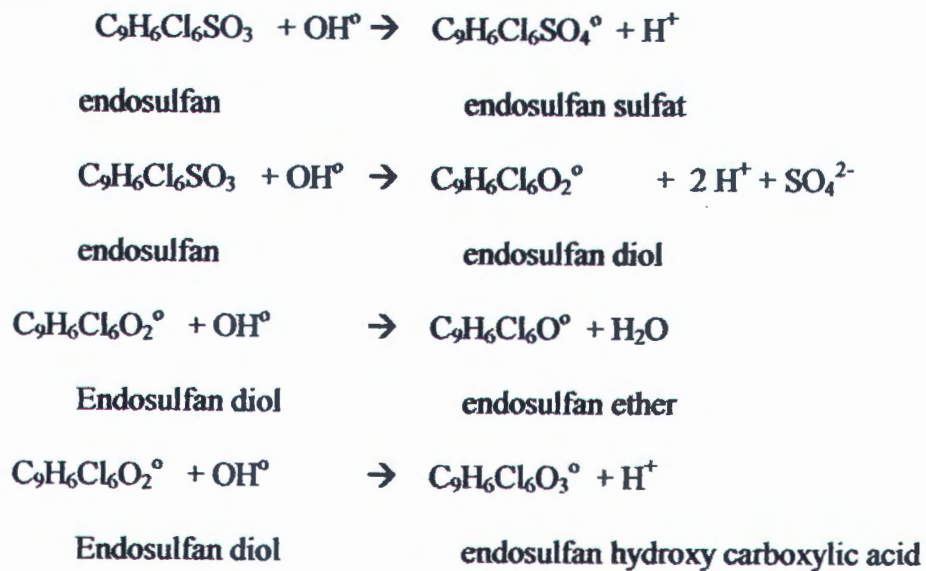 C₉H₆Cl₆SO₃ + OH° → C₉H₆Cl₆SO₄° + H⁺
endosulfan endosulfan sulfat
C₉H₆Cl₆SO₃ + OH° → C₉H₆Cl₆O₂° + 2 H⁺ + SO₄²⁻
endosulfan endosulfan diol
C₉H₆Cl₆O₂° + OH° → C₉H₆Cl₆O° + H₂O
Endosulfan diol endosulfan ether
C₉H₆Cl₆O₂° + OH° → C₉H₆Cl₆O₃° + H⁺
Endosulfan diol endosulfan hydroxy carboxylic acid